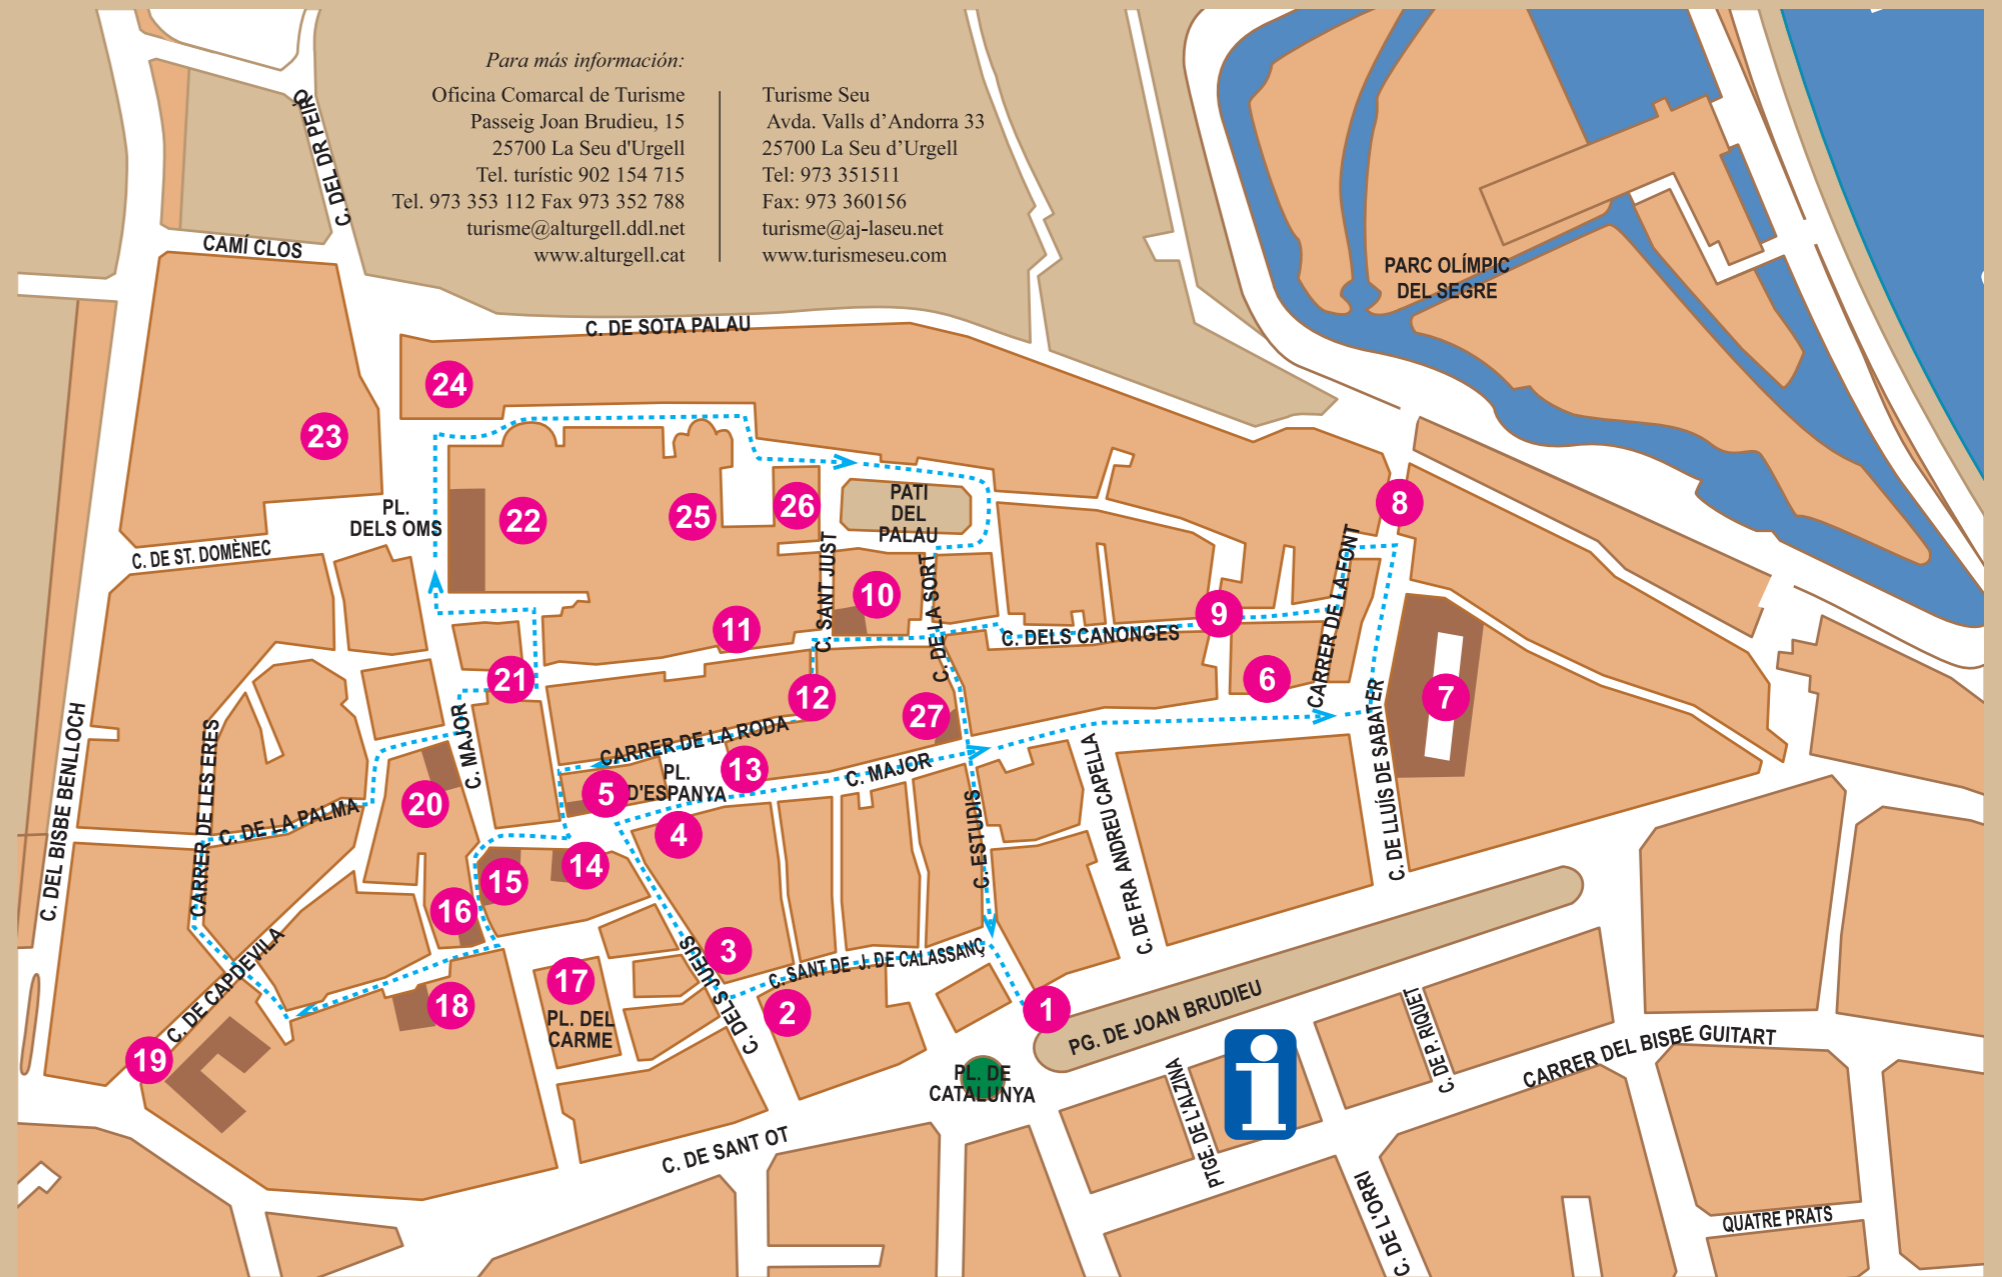 Para más información:
Oficina Comarcal de Turisme
Passeig Joan Brudieu, 15
25700 La Seu d'Urgell
Tel. turístic 902 154 715
Tel. 973 353 112 Fax 973 352 788
turisme@alturgell.ddl.net
www.alturgell.cat
Turisme Seu
Avda. Valls d’Andorra 33
25700 La Seu d’Urgell
Tel: 973 351511
Fax: 973 360156
turisme@aj-laseu.net
www.turismeseu.com
C. DEL DR PEIRÓ
CAMÍ CLOS
PARC OLÍMPIC
DEL SEGRE
C. DE SOTA PALAU
24
23
PL.
DELS OMS
22
25
26
PATI
DEL
PALAU
8
C. DE ST. DOMÈNEC
C. SANT JUST
10
C. DE LA SORT
CARRER DE LA FONT
9
11
C. DELS CANONGES
21
12
6
7
27
C. DEL BISBE BENLLOCH
CARRER DE LES ERES
C. MAJOR
CARRER DE LA RODA
PL.
D'ESPANYA
13
C. MAJOR
C. DE LLUÍS DE SABATER
5
20
C. DE LA PALMA
4
C. ESTUDIS
C. DE FRA ANDREU CAPELLA
14
15
16
C. DE CAPDEVILA
3
C. DELS JUEUS
C. SANT DE J. DE CALASSANÇ
17
PL. DEL
CARME
18
2
1
PG. DE JOAN BRUDIEU
19
PL. DE
CATALUNYA
i
PTGE. DE L'ALZINA
C. DE P. RIQUET
CARRER DEL BISBE GUITART
C. DE SANT OT
C. DE L'ORRI
QUATRE PRATS